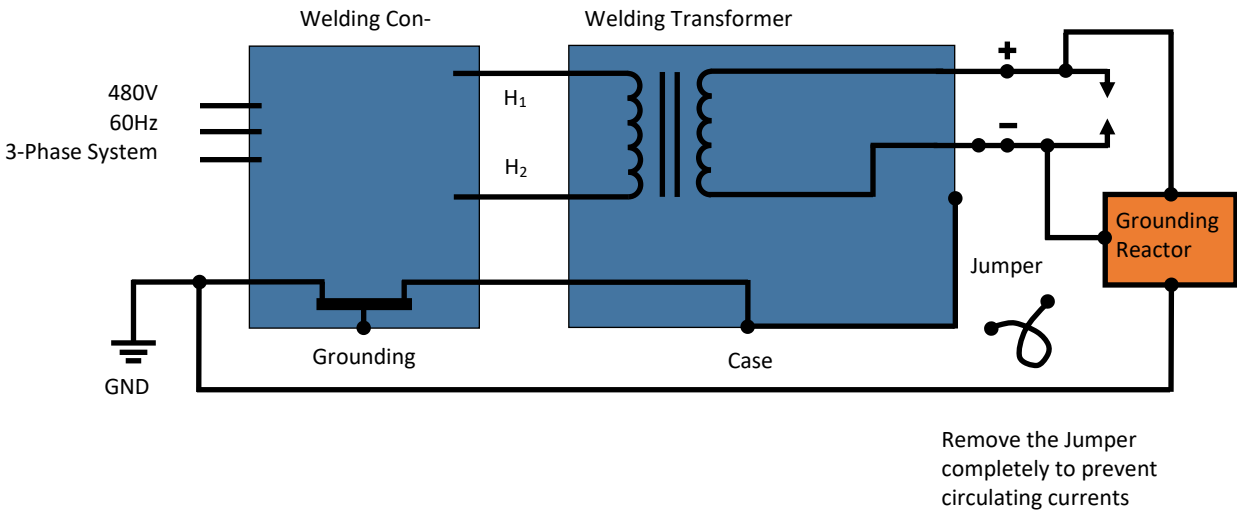 Welding Con-
Welding Transformer
480V
60Hz
3-Phase System
H₁
H₂
+
−
Grounding
Reactor
Jumper
Grounding
Case
GND
Remove the Jumper
completely to prevent
circulating currents